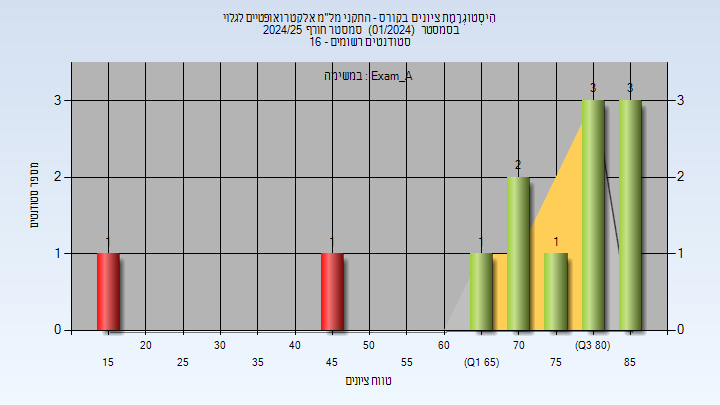 היסטוגרמת ציונים בקורס - התקני מל"מ אלקטרואופטיים לגלוי
בסמסטר (01/2024) סמסטר חורף 2024/25
סטודנטים רשומים - 16
במשימה : Exam_A
3 3
3 3
2
2 2
1 1 1 1
1 1
0 0
מספר סטודנטים
20 30 40 50 60 70 (Q3 80)
15 25 35 45 55 (Q1 65) 75 85
טווח ציונים